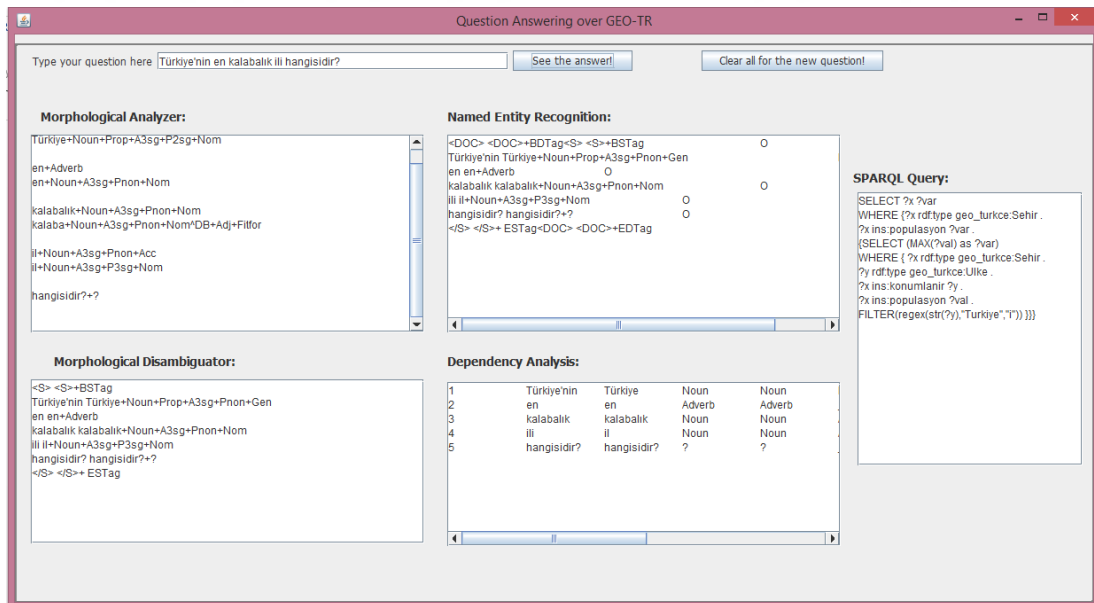 Question Answering over GEO-TR
Type your question here Türkiye'nin en kalabalık ili hangisidir? See the answer! Clear all for the new question!
Morphological Analyzer:
Türkiye+Noun+Prop+A3sg+P2sg+Nom
en+Adverb
en+Noun+A3sg+Pnon+Nom
kalabalık+Noun+A3sg+Pnon+Nom
kalaba+Noun+A3sg+Pnon+Nom^DB+Adj+Fitfor
il+Noun+A3sg+Pnon+Acc
il+Noun+A3sg+P3sg+Nom
hangisidir?+?
Named Entity Recognition:
<DOC> <DOC>+BDTag<S> <S>+BSTag O
Türkiye'nin Türkiye+Noun+Prop+A3sg+Pnon+Gen
en en+Adverb O
kalabalık kalabalık+Noun+A3sg+Pnon+Nom O
ili il+Noun+A3sg+P3sg+Nom O
hangisidir? hangisidir?+? O
</S> </S>+ ESTag<DOC> <DOC>+EDTag
SPARQL Query:
SELECT ?x ?var
WHERE {?x rdf:type geo_turkce:Sehir .
?x ins:populasyon ?var .
{SELECT (MAX(?val) as ?var)
WHERE { ?x rdf:type geo_turkce:Sehir .
?y rdf:type geo_turkce:Ulke .
?x ins:konumlanir ?y .
?x ins:populasyon ?val .
FILTER(regex(str(?y),"Turkiye","i")) }}}
Morphological Disambiguator:
<S> <S>+BSTag
Türkiye'nin Türkiye+Noun+Prop+A3sg+Pnon+Gen
en en+Adverb
kalabalık kalabalık+Noun+A3sg+Pnon+Nom
ili il+Noun+A3sg+P3sg+Nom
hangisidir? hangisidir?+?
</S> </S>+ ESTag
Dependency Analysis:
1 Türkiye'nin Türkiye Noun Noun
2 en en Adverb Adverb
3 kalabalık kalabalık Noun Noun
4 ili il Noun Noun
5 hangisidir? hangisidir? ? ?